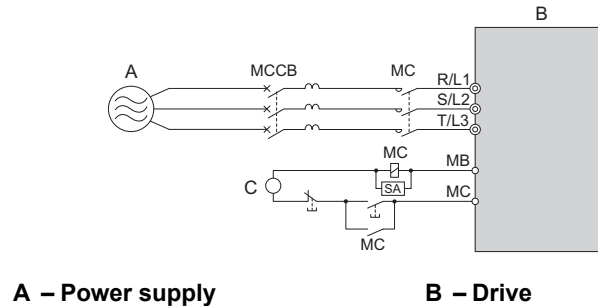 B
A
MCCB
MC
R/L1
S/L2
T/L3
MC
MB
C
SA
MC
MC
A – Power supply
B – Drive